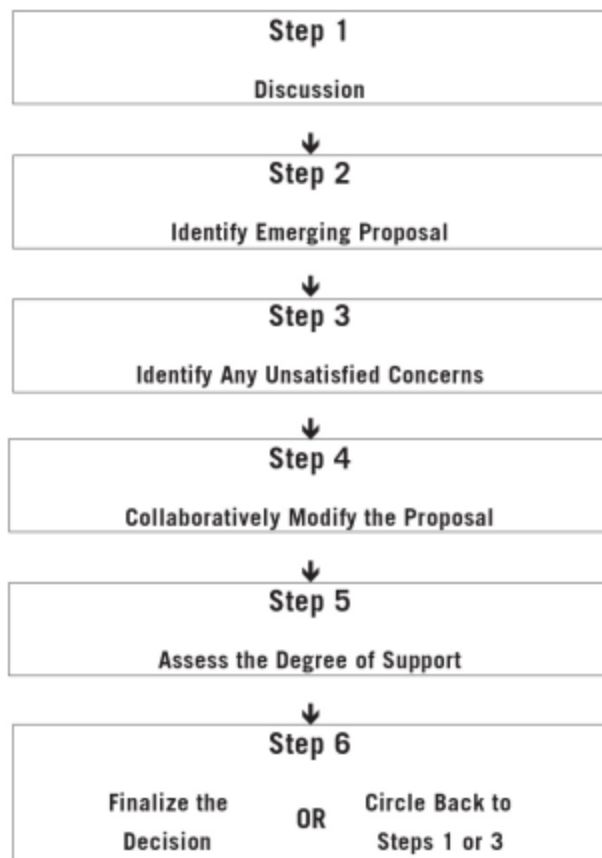 Step 1
Discussion
Step 2
Identify Emerging Proposal
Step 3
Identify Any Unsatisfied Concerns
Step 4
Collaboratively Modify the Proposal
Step 5
Assess the Degree of Support
Step 6
Finalize the
Decision
OR
Circle Back to
Steps 1 or 3